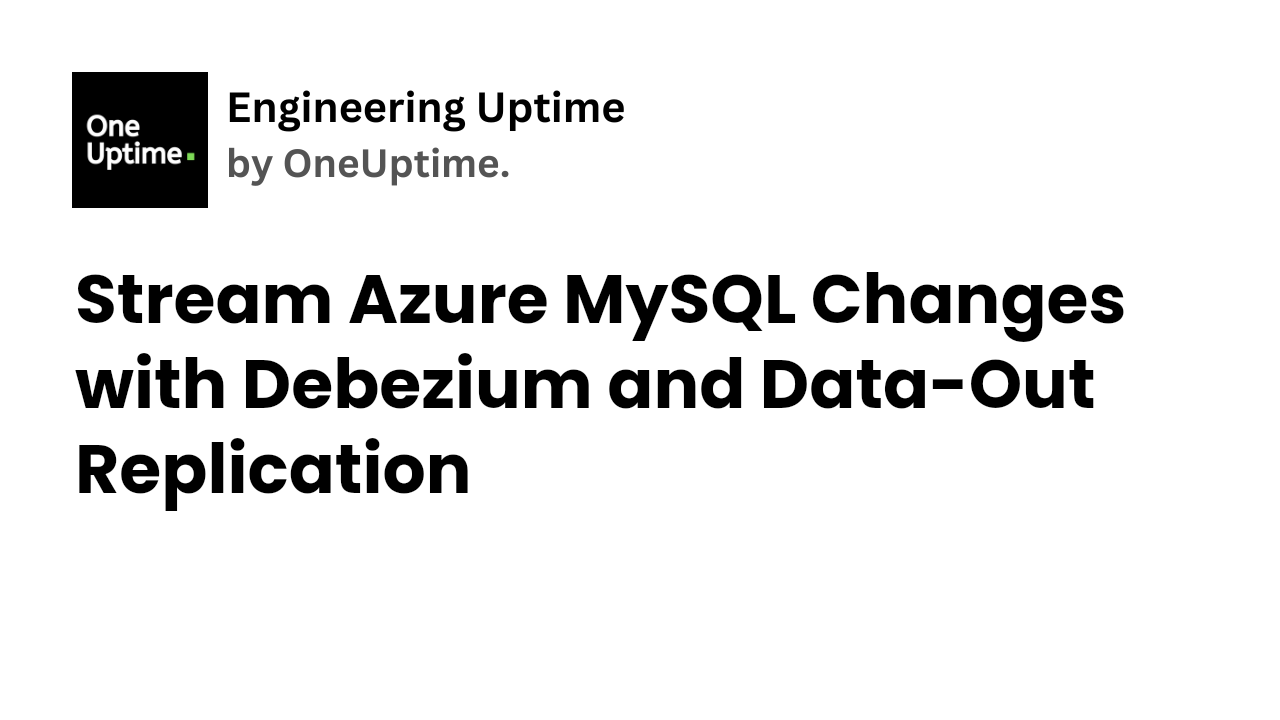 One
Uptime
Engineering Uptime
by OneUptime.
Stream Azure MySQL Changes
with Debezium and Data-Out
Replication